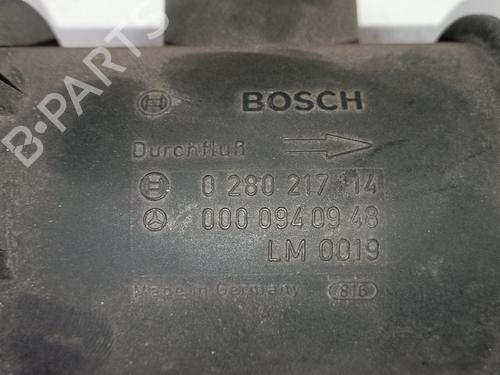 BOSCH
Durchfluß
0 280 217 114
000 094 09 48
LM 0019
Made in Germany 816
B-PARTS